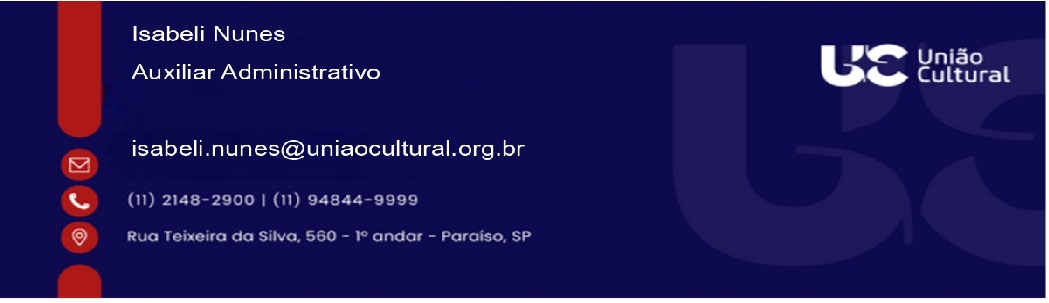 Isabeli Nunes
Auxiliar Administrativo
UCE União
Cultural
isabeli.nunes@uniaocultural.org.br
(11) 2148-2900 | (11) 94844-9999
Rua Teixeira da Silva, 560 - 1º andar - Paraíso, SP